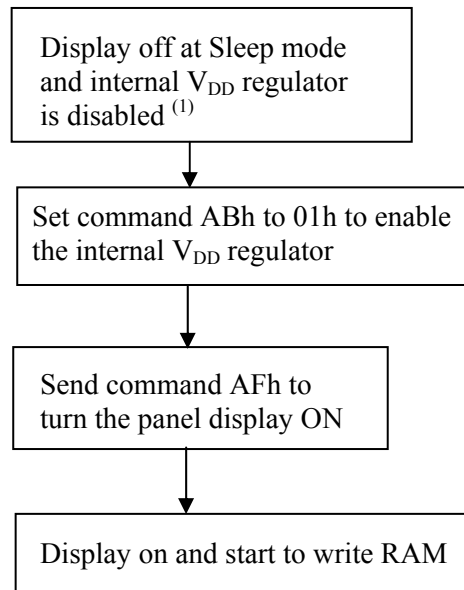 Display off at Sleep mode
and internal VDD regulator
is disabled (1)
Set command ABh to 01h to enable
the internal VDD regulator
Send command AFh to
turn the panel display ON
Display on and start to write RAM